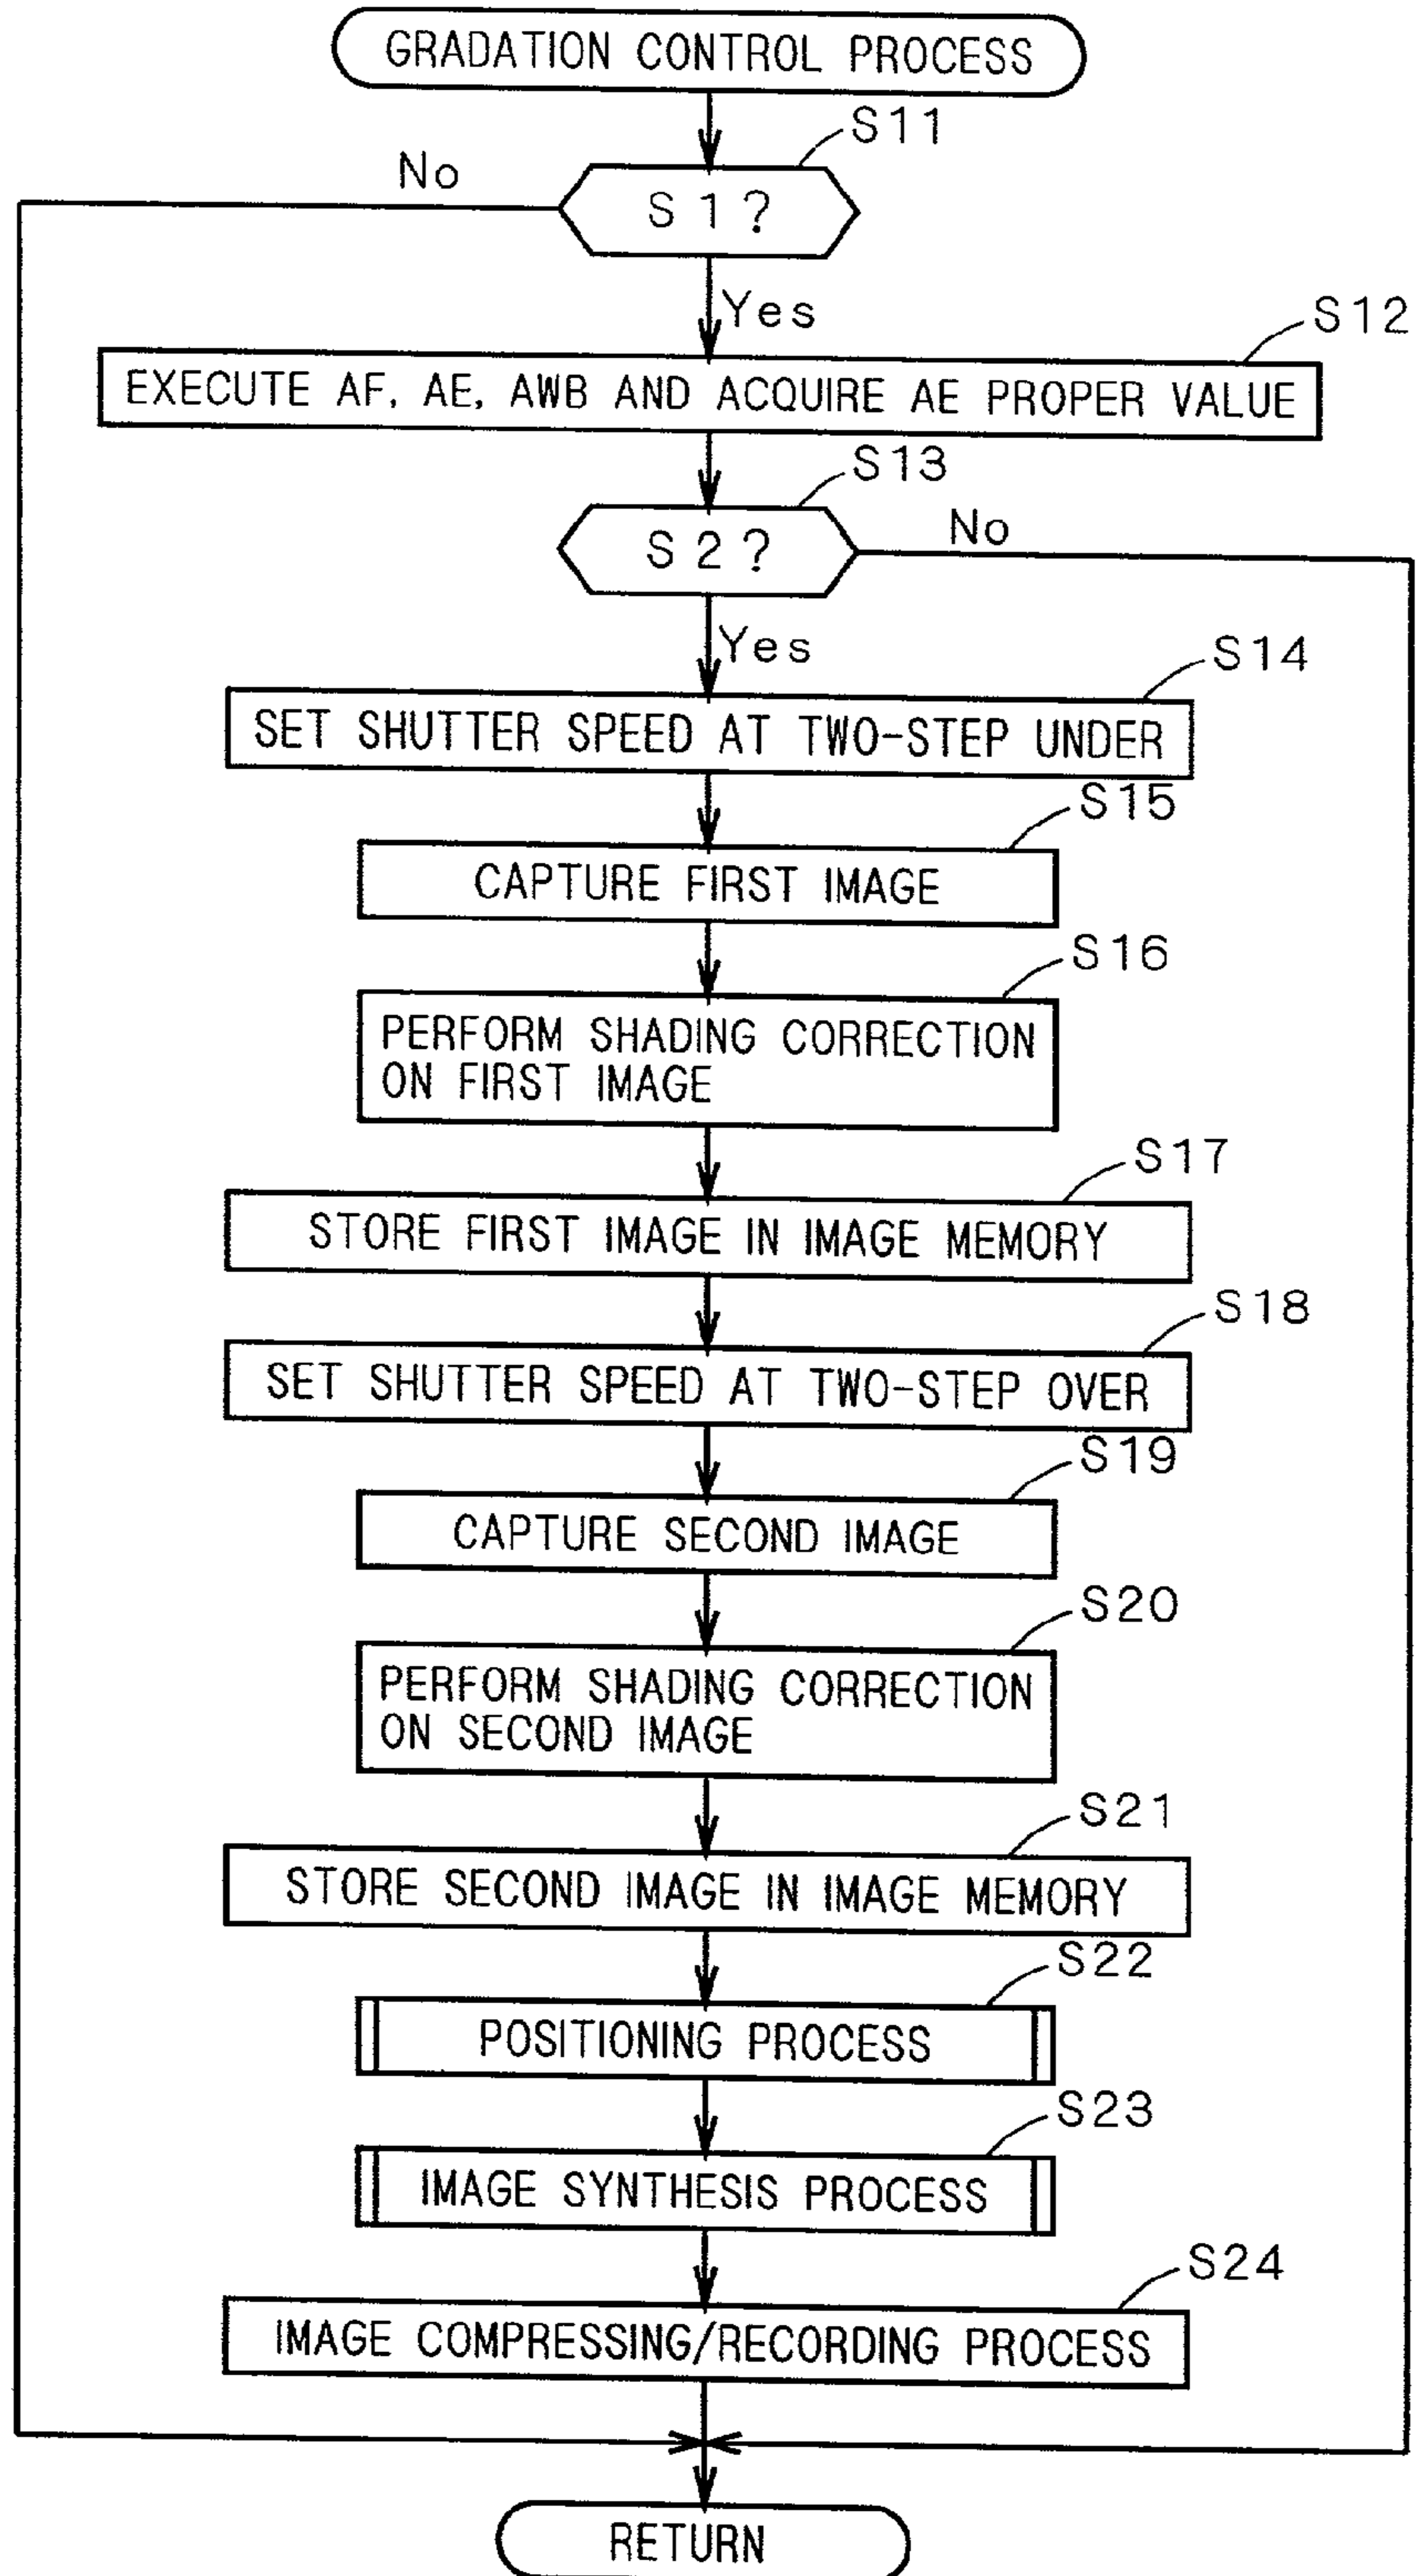 GRADATION CONTROL PROCESS
S11
No
S1?
Yes
S12
EXECUTE AF, AE, AWB AND ACQUIRE AE PROPER VALUE
S13
No
S2?
Yes
S14
SET SHUTTER SPEED AT TWO-STEP UNDER
S15
CAPTURE FIRST IMAGE
S16
PERFORM SHADING CORRECTION
ON FIRST IMAGE
S17
STORE FIRST IMAGE IN IMAGE MEMORY
S18
SET SHUTTER SPEED AT TWO-STEP OVER
S19
CAPTURE SECOND IMAGE
S20
PERFORM SHADING CORRECTION
ON SECOND IMAGE
S21
STORE SECOND IMAGE IN IMAGE MEMORY
S22
POSITIONING PROCESS
S23
IMAGE SYNTHESIS PROCESS
S24
IMAGE COMPRESSING/RECORDING PROCESS
RETURN